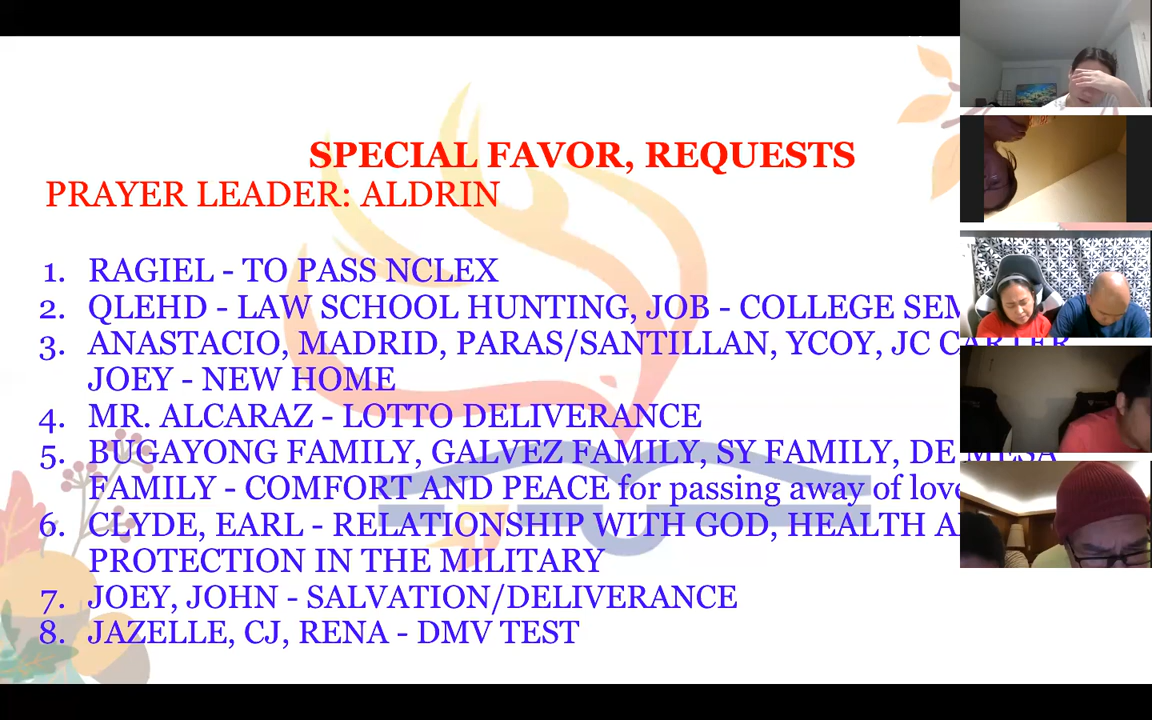 SPECIAL FAVOR, REQUESTS
PRAYER LEADER: ALDRIN
1. RAGIEL - TO PASS NCLEX
2. QLEHD - LAW SCHOOL HUNTING, JOB - COLLEGE
3. ANASTACIO, MADRID, PARAS/SANTILLAN, YCOY, JC CARTER
JOEY - NEW HOME
4. MR. ALCARAZ - LOTTO DELIVERANCE
5. BUGAYONG FAMILY, GALVEZ FAMILY, SY FAMILY, DE MESA
FAMILY - COMFORT AND PEACE for passing away of
6. CLYDE, EARL - RELATIONSHIP WITH GOD, HEALTH
PROTECTION IN THE MILITARY
7. JOEY, JOHN - SALVATION/DELIVERANCE
8. JAZELLE, CJ, RENA - DMV TEST